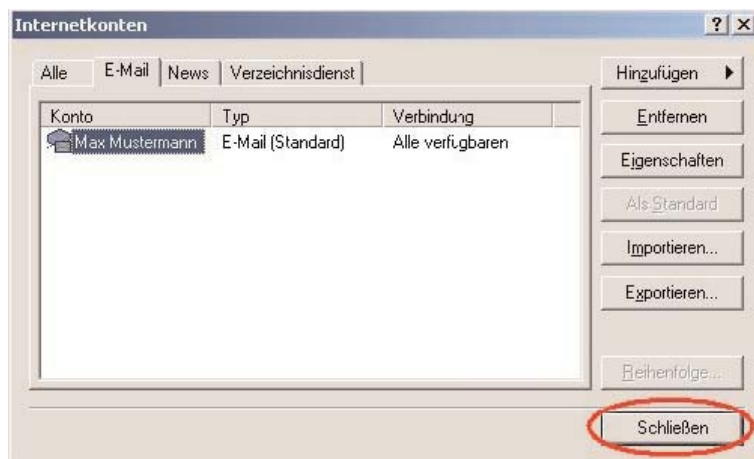 Internetkonten
? ×
Alle E-Mail News Verzeichnisdienst
Konto Typ Verbindung
Max Mustermann E-Mail (Standard) Alle verfügbaren
Hinzufügen
Entfernen
Eigenschaften
Als Standard
Importieren...
Exportieren...
Reihenfolge...
Schließen